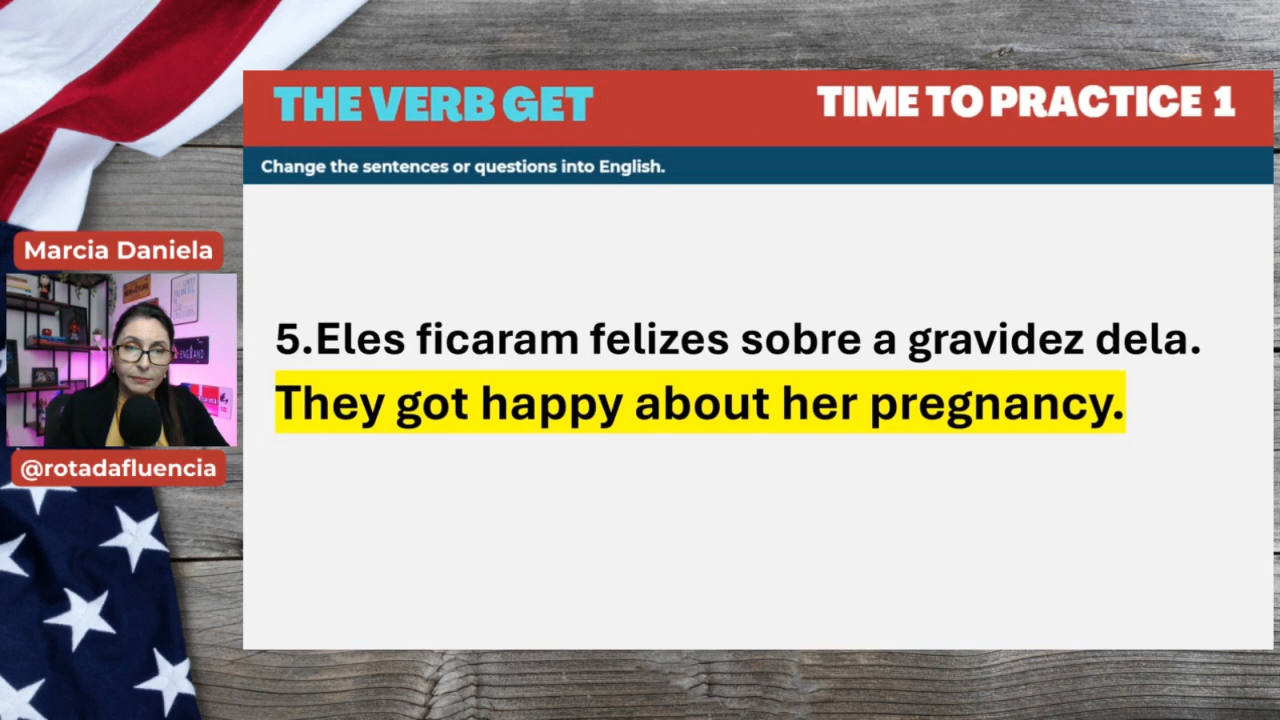 THE VERB GET
TIME TO PRACTICE 1
Change the sentences or questions into English.
Marcia Daniela
@rotadafluencia
5.Eles ficaram felizes sobre a gravidez dela.
They got happy about her pregnancy.